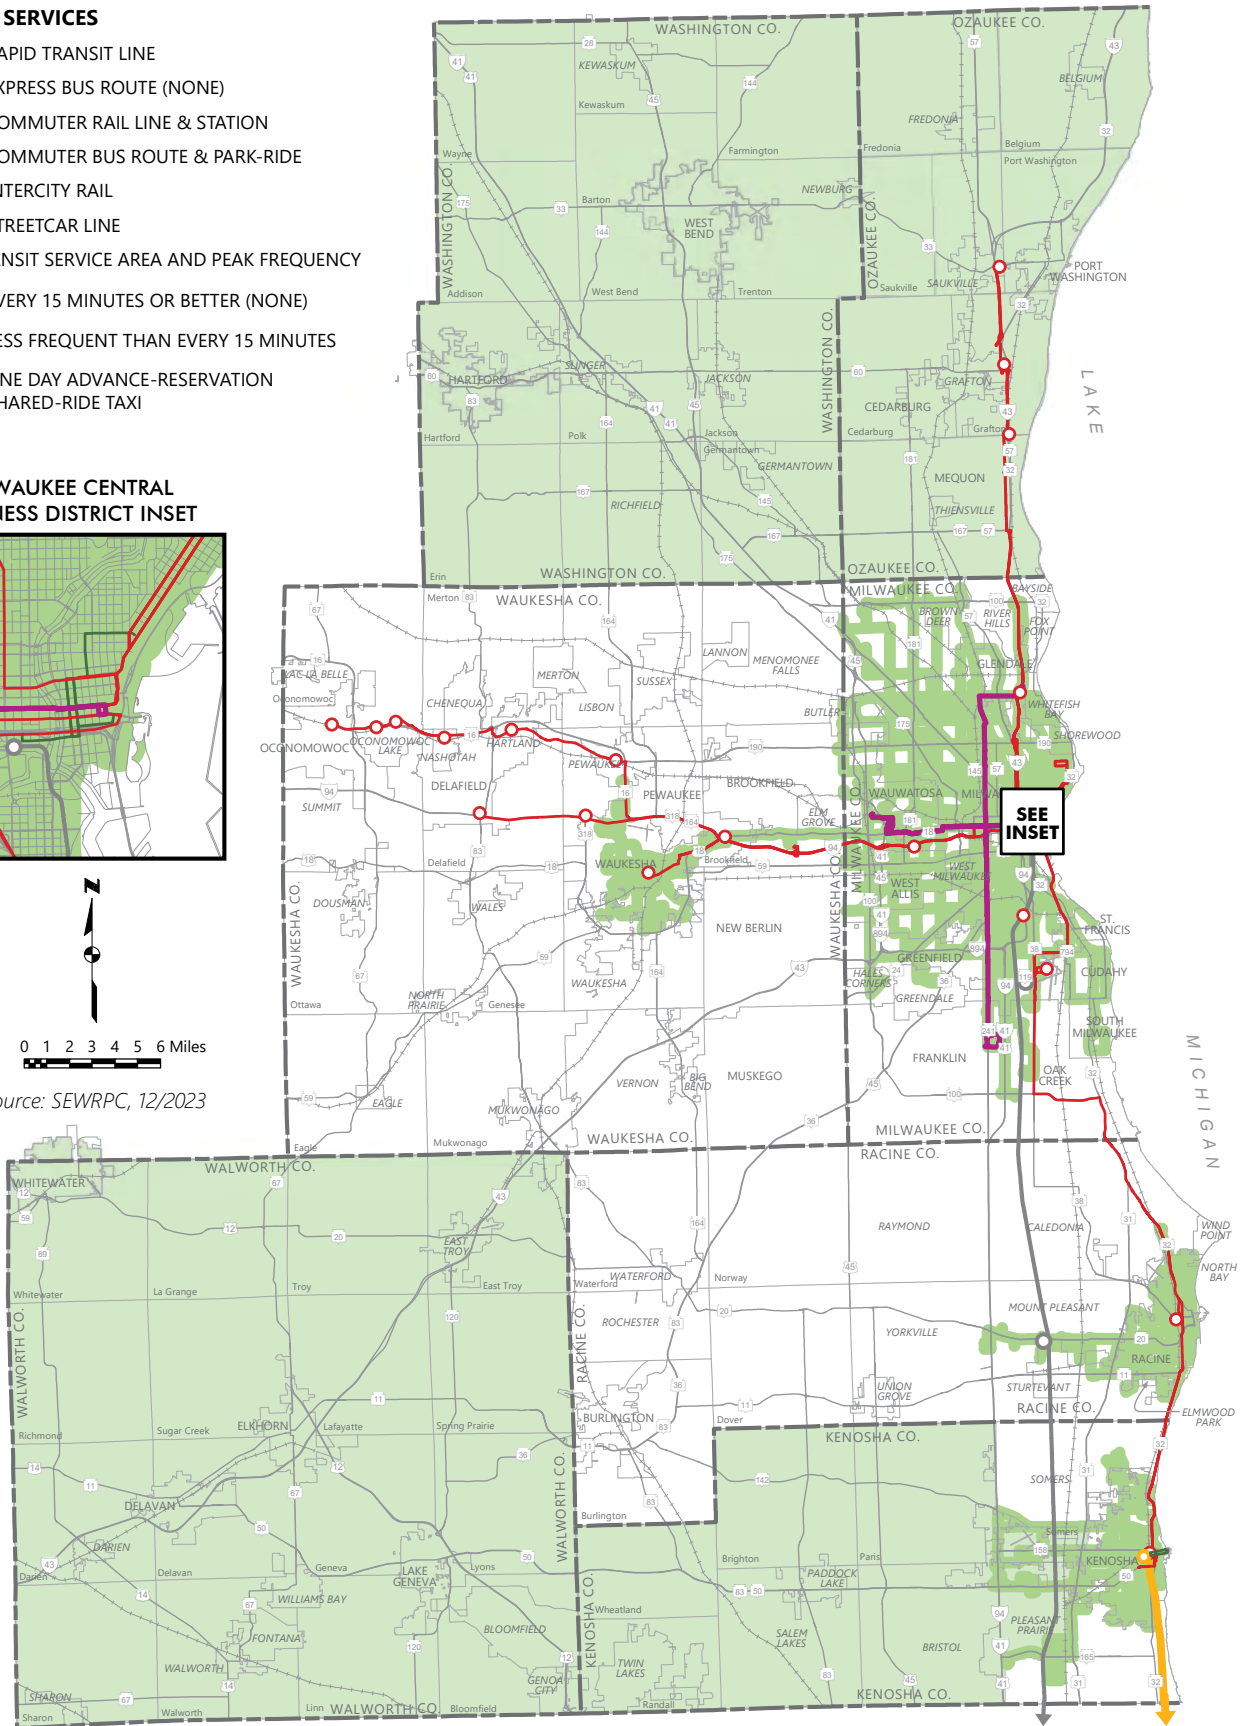 SERVICES
APID TRANSIT LINE
XPRESS BUS ROUTE (NONE)
OMMUTER RAIL LINE & STATION
OMMUTER BUS ROUTE & PARK-RIDE
NTERCITY RAIL
TREETCAR LINE
ANSIT SERVICE AREA AND PEAK FREQUENCY
VERY 15 MINUTES OR BETTER (NONE)
ESS FREQUENT THAN EVERY 15 MINUTES
NE DAY ADVANCE-RESERVATION
HARED-RIDE TAXI
WAUKEE CENTRAL
NESS DISTRICT INSET
Z
0 1 2 3 4 5 6 Miles
ource: SEWRPC, 12/2023
WASHINGTON CO.
OZAUKEE CO.
KEWASKUM
Kewaskum
BELGIUM
FREDONIA
Wayne
Farmington
Fredonia
Belgium
Port Washington
WASHINGTON CO.
NEWBURG
Barton
WEST
BEND
OZAUKEE CO.
PORT
WASHINGTON
Addison
West Bend
Trenton
Saukville
SAUKVILLE
WASHINGTON CO.
SLINGER
HARTFORD
JACKSON
GRAFTON
CEDARBURG
LAKE
Hartford
Polk
Jackson
Germantown
Cedarburg
Grafton
GERMANTOWN
MEQUON
RICHFIELD
THIENSVILLE
Erin
WASHINGTON CO.
OZAUKEE CO.
Merton
WAUKESHA CO.
MILWAUKEE CO.
BAYSIDE
BROWN
DEER
RIVER
HILLS
FOX
POINT
LANNON
MENOMONEE
FALLS
GLENDALE
LAC LA BELLE
Oconomowoc
MERTON
SUSSEX
CHENEQUA
LISBON
BUTLER
WHITEFISH
BAY
SHOREWOOD
OCONOMOWOC
OCONOMOWOC
LAKE
NASHOTAH
HARTLAND
PEWAUKEE
BROOKFIELD
DELAFIELD
PEWAUKEE
WAUWATOSA
MILWA
SUMMIT
ELM
GROVE
SEE
INSET
Delafield
WAUKESHA
Brookfield
WEST
MILWAUKEE
WEST
ALLIS
DOUSMAN
WALES
WAUKESHA CO.
NEW BERLIN
WAUKESHA CO.
MILWAUKEE CO.
ST.
FRANCIS
GREENFIELD
HALES
CORNERS
CUDAHY
GREENDALE
NORTH
PRAIRIE
WAUKESHA
Ottawa
Genesee
SOUTH
MILWAUKEE
FRANKLIN
OAK
CREEK
MICHIGAN
VERNON
BIG
BEND
MUSKEGO
EAGLE
MUKWONAGO
Eagle
Mukwonago
WAUKESHA CO.
MILWAUKEE CO.
WALWORTH CO.
RACINE CO.
WHITEWATER
EAST
TROY
RAYMOND
CALEDONIA
WIND
POINT
NORTH
BAY
Whitewater
La Grange
Troy
East Troy
Waterford
WATERFORD
Norway
WALWORTH CO.
RACINE CO.
ROCHESTER
MOUNT PLEASANT
YORKVILLE
RACINE
UNION
GROVE
STURTEVANT
Richmond
Sugar Creek
ELKHORN
Lafayette
Spring Prairie
BURLINGTON
Dover
RACINE CO.
ELMWOOD
PARK
KENOSHA CO.
SOMERS
DELAVAN
WALWORTH CO.
Burlington
DARIEN
Darien
Delavan
Geneva
LAKE
GENEVA
Lyons
Brighton
Paris
Somers
KENOSHA
WILLIAMS BAY
KENOSHA CO.
PADDOCK
LAKE
Wheatland
FONTANA
BLOOMFIELD
SALEM
LAKES
PLEASANT
PRAIRIE
BRISTOL
WALWORTH
TWIN
LAKES
GENOA
CITY
SHARON
Sharon
Walworth
Linn
WALWORTH CO.
Bloomfield
Randall
KENOSHA CO.